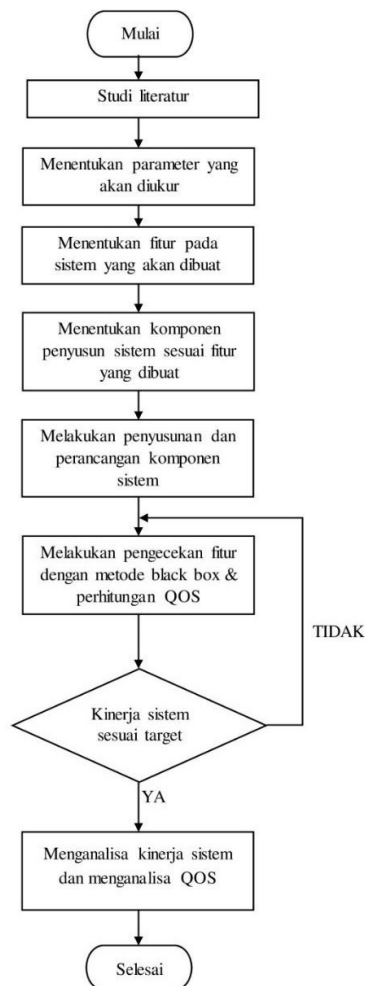 Mulai
Studi literatur
Menentukan parameter yang
akan diukur
Menentukan fitur pada
sistem yang akan dibuat
Menentukan komponen
penyusun sistem sesuai fitur
yang dibuat
Melakukan penyusunan dan
perancangan komponen
sistem
Melakukan pengecekan fitur
dengan metode black box &
perhitungan QOS
TIDAK
Kinerja sistem
sesuai target
YA
Menganalisa kinerja sistem
dan menganalisa QOS
Selesai